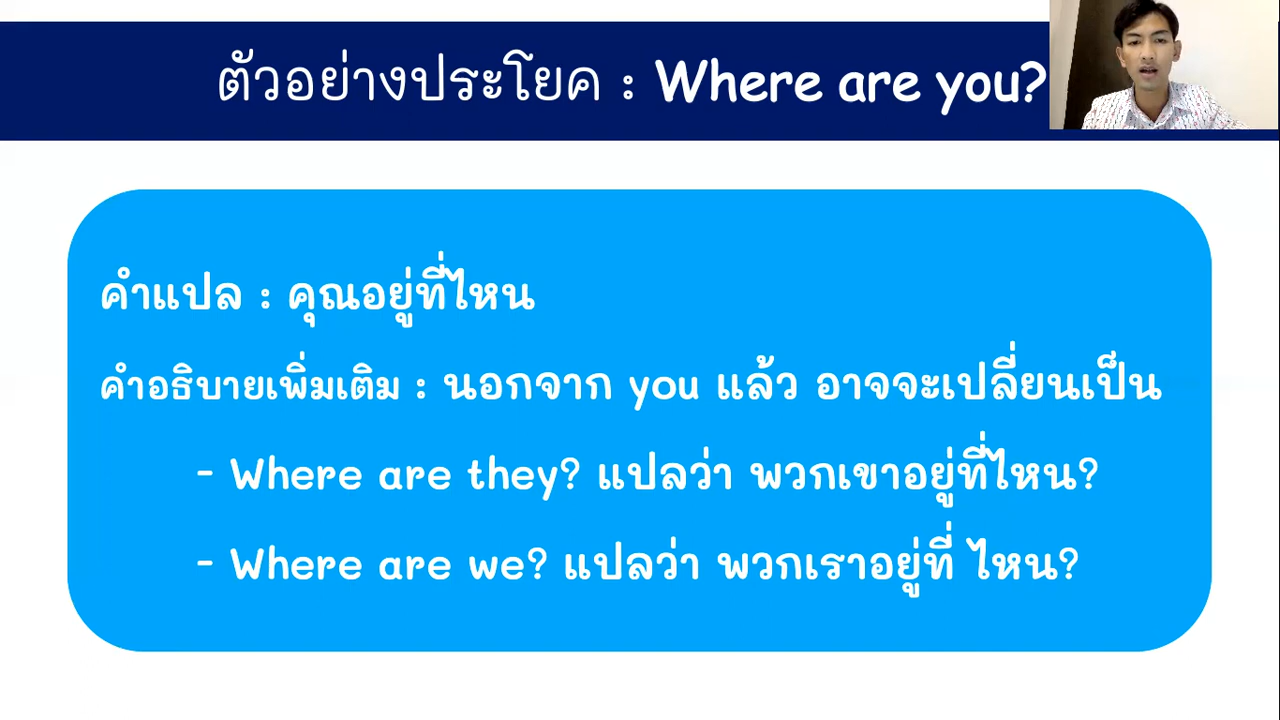 ตัวอย่างประโยค : Where are you?
คำแปล : คุณอยู่ที่ไหน
คำอธิบายเพิ่มเติม : นอกจาก you แล้ว อาจจะเปลี่ยนเป็น
- Where are they? แปลว่า พวกเขาอยู่ที่ไหน?
- Where are we? แปลว่า พวกเราอยู่ที่ ไหน?